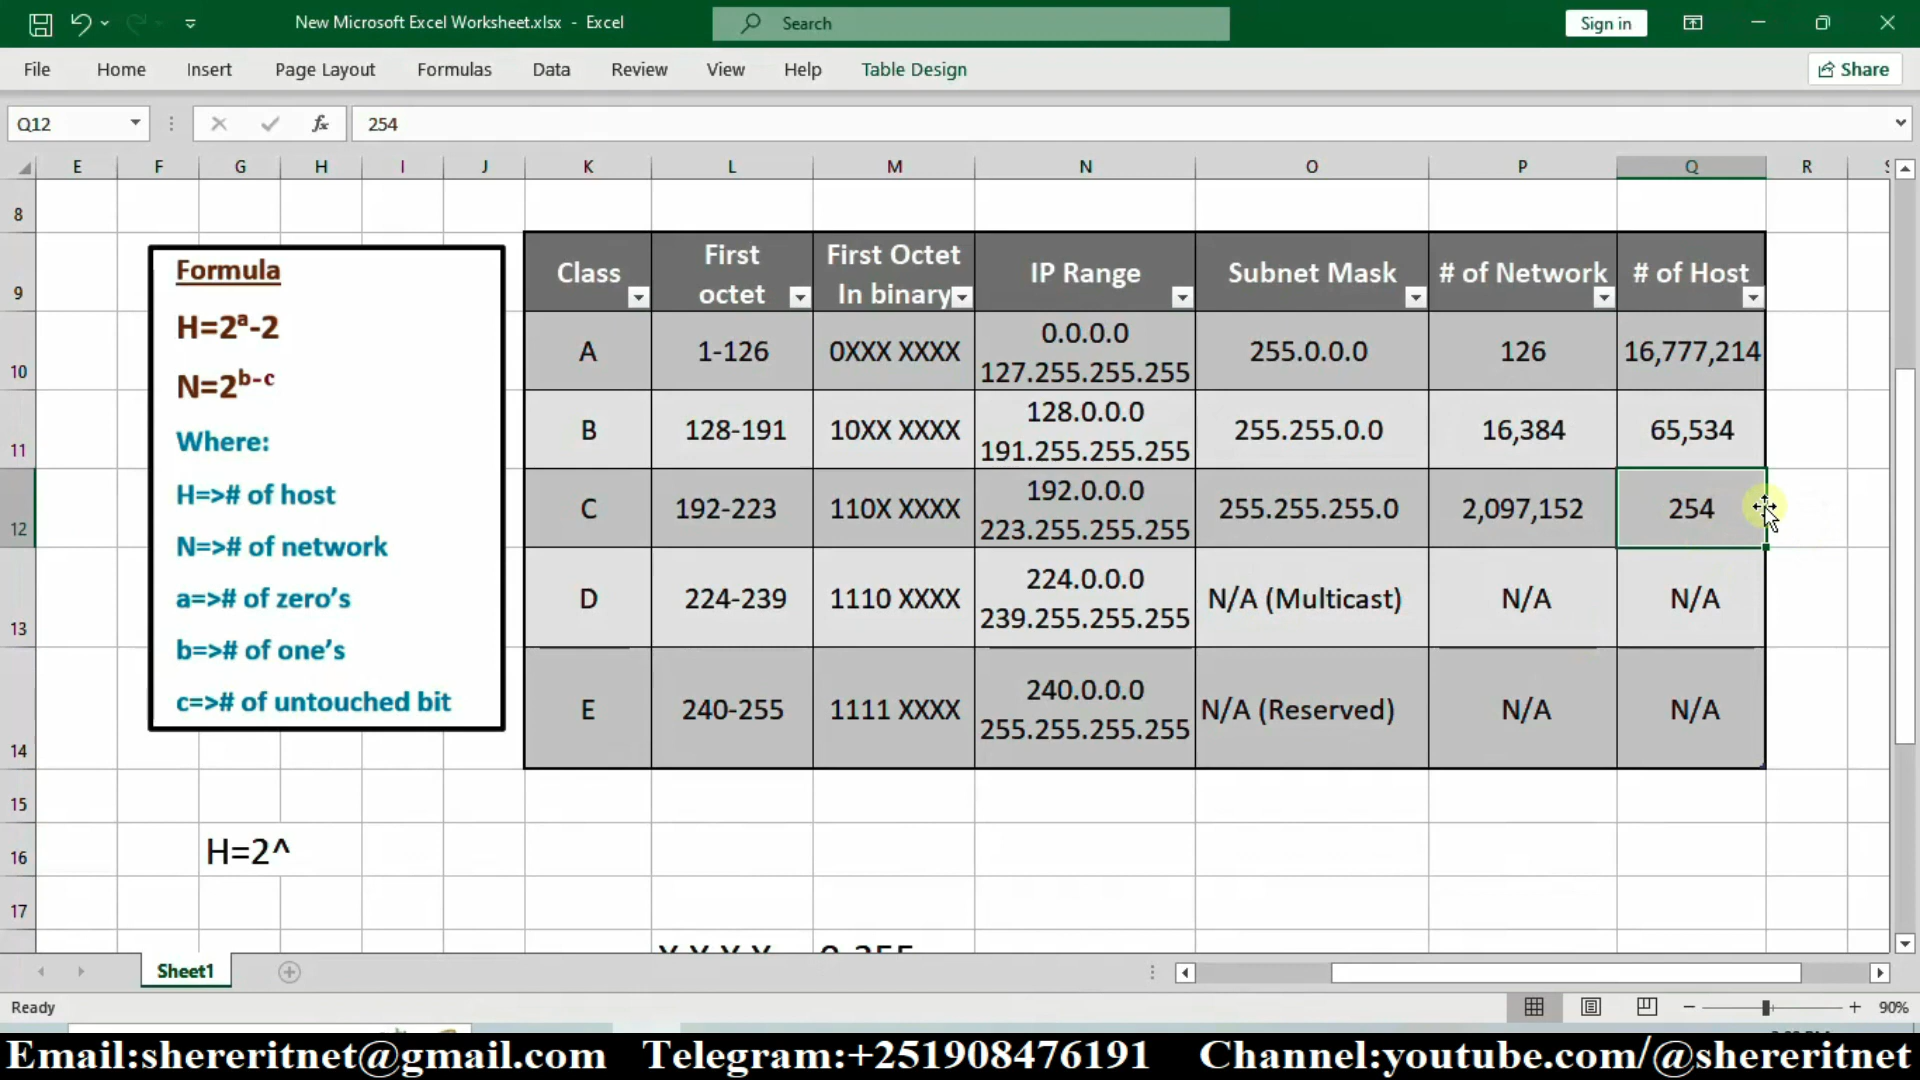 New Microsoft Excel Worksheet.xlsx - Excel
Search
Sign in
File Home Insert Page Layout Formulas Data Review View Help Table Design
Share
Q12
fx
254
E F G H I J K L M N O P Q R
8
9
10
11
12
13
14
15
16
17
Formula
H=2ª-2
N=2ᵇ⁻ᶜ
Where:
H=># of host
N=># of network
a=># of zero’s
b=># of one’s
c=># of untouched bit
Class
First
octet
First Octet
In binary
IP Range
Subnet Mask
# of Network
# of Host
A
1-126
0XXX XXXX
0.0.0.0
127.255.255.255
255.0.0.0
126
16,777,214
B
128-191
10XX XXXX
128.0.0.0
191.255.255.255
255.255.0.0
16,384
65,534
C
192-223
110X XXXX
192.0.0.0
223.255.255.255
255.255.255.0
2,097,152
254
D
224-239
1110 XXXX
224.0.0.0
239.255.255.255
N/A (Multicast)
N/A
N/A
E
240-255
1111 XXXX
240.0.0.0
255.255.255.255
N/A (Reserved)
N/A
N/A
H=2^
Sheet1
Ready
90%
Email:shereritnet@gmail.com Telegram:+251908476191 Channel:youtube.com/@shereritnet